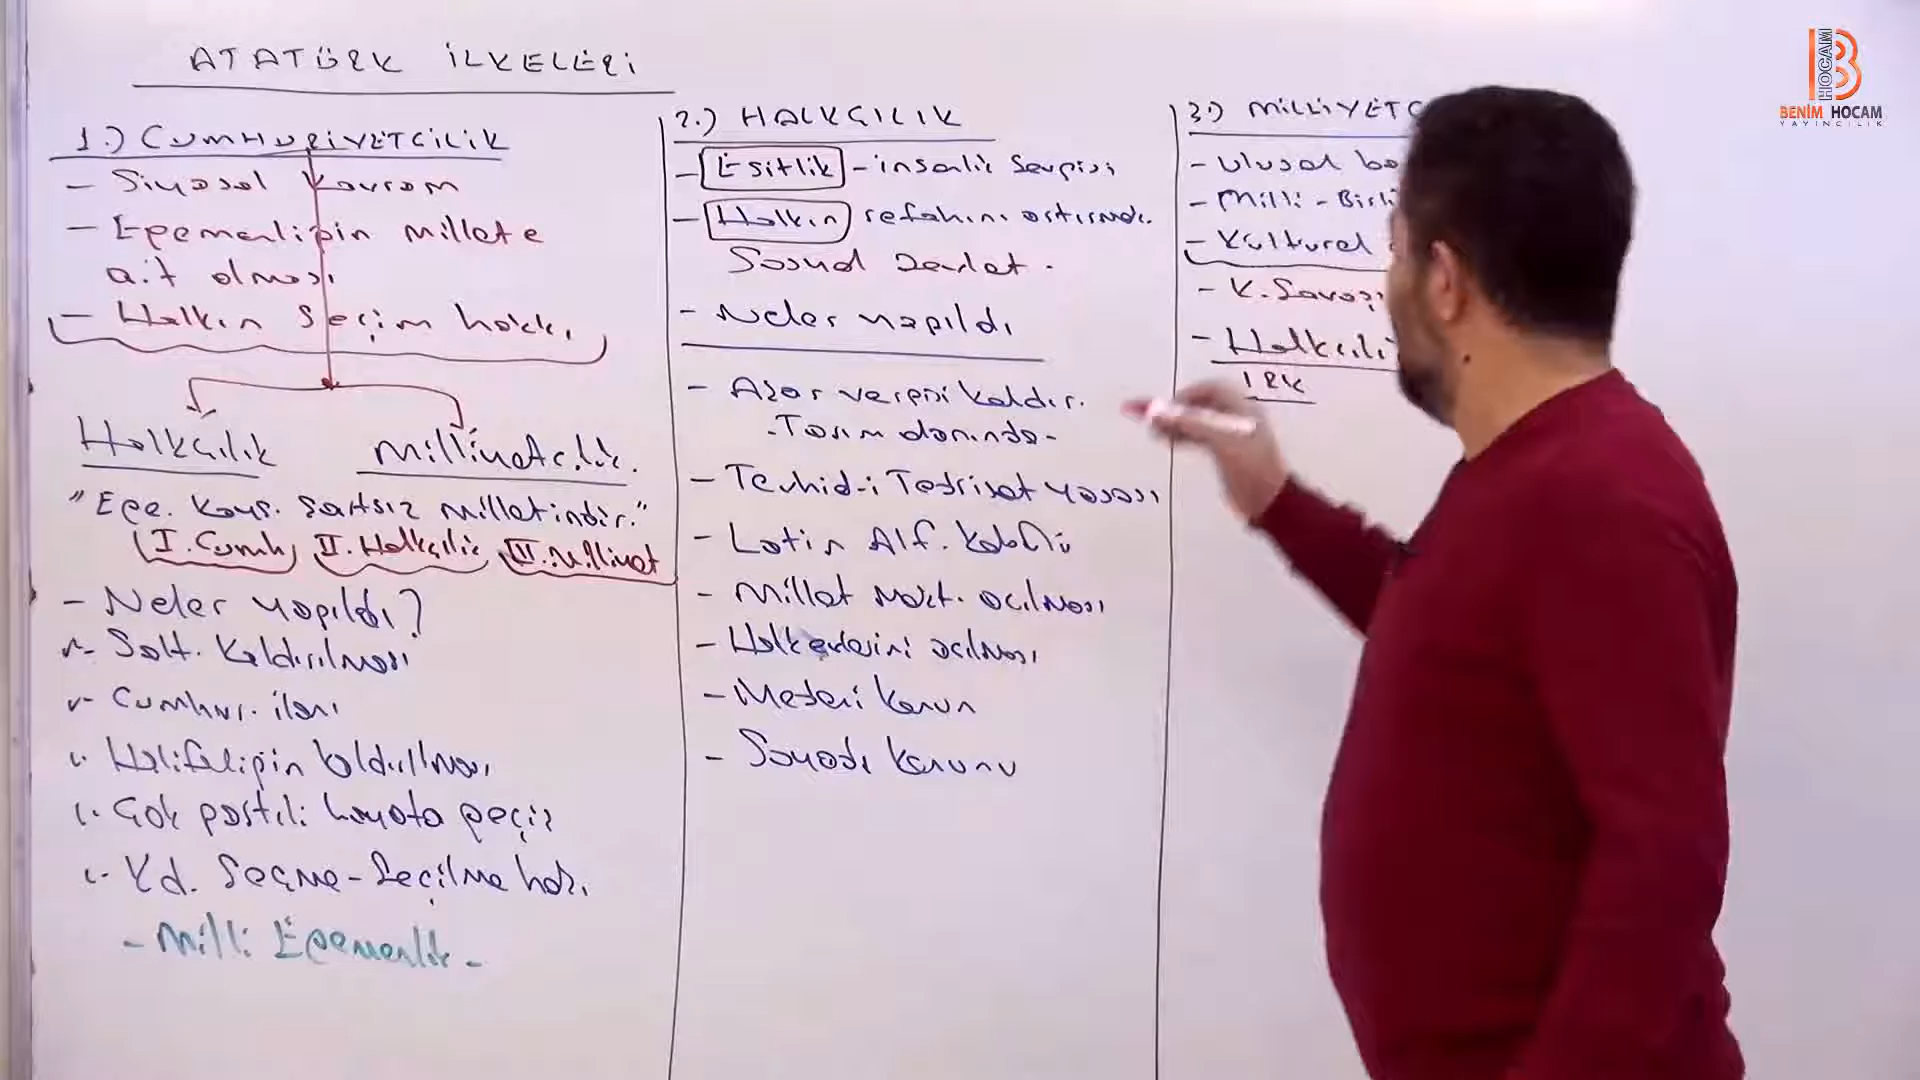 ATATÜRK İLKELERİ
1.) CUMHURİYETÇİLİK
- Siyasal Kavram
- Egemenliğin millete
ait olması
- Halkın Seçim hakkı
Halkçılık milliyetçilik.
"Ege. Kayı. Şartsız milletindir."
I. Cumh II. Halkçılık III. Milliyet
- Neler yapıldı?
- Salt. Kaldırılması
- Cumhur. ilanı
- Halifeliğin kaldırılması
- Çok partili hayata geçiş
- Kd. Seçme-Seçilme hak.
- Milli Egemenlik -
2.) HALKÇILIK
- Eşitlik - insanlık Sevgisi
- Halkın refahını artırmak.
Sosyal Devlet.
- Neler yapıldı
- Aşar vergisi kaldır.
- Tarım alanında -
- Tevhid-i Tedrisat yasası
- Latin Alf. Kabulü
- Millet Mekt. açılması
- Halkevlerini açılması
- Medeni Kanun
- Soyadı Kanunu
3.) MİLLİYETÇ
- Ulusal ba
- Milli - Birli
- Kültürel
- K. Savaşı
- Halkçılı
IRK
B HOCAM
BENİM HOCAM
YAYINCILIK